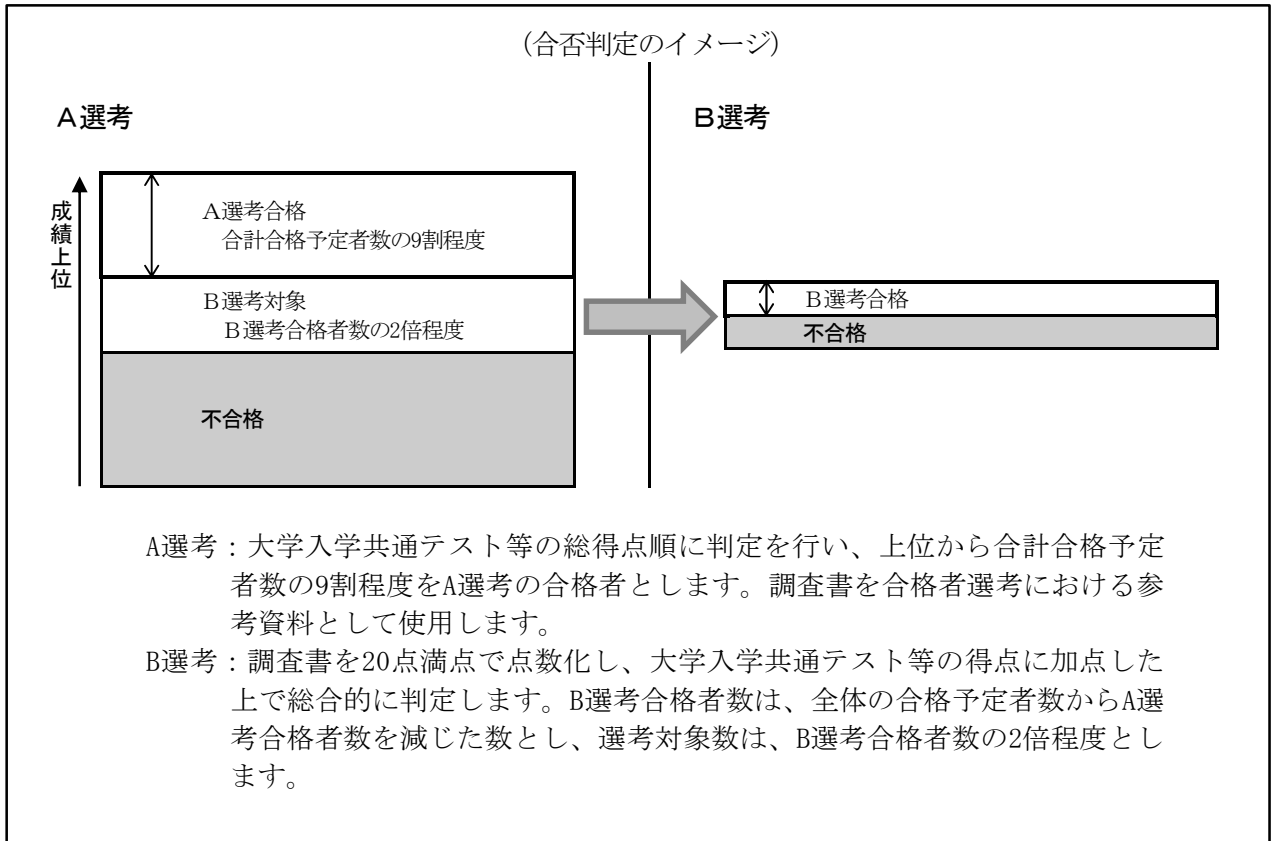 (合否判定のイメージ)
A選考
B選考
成績上位
A選考合格
合計合格予定者数の9割程度
B選考対象
B選考合格者数の2倍程度
不合格
B選考合格
不合格
A選考：大学入学共通テスト等の総得点順に判定を行い、上位から合計合格予定
者数の9割程度をA選考の合格者とします。調査書を合格者選考における参
考資料として使用します。
B選考：調査書を20点満点で点数化し、大学入学共通テスト等の得点に加点した
上で総合的に判定します。B選考合格者数は、全体の合格予定者数からA選
考合格者数を減じた数とし、選考対象数は、B選考合格者数の2倍程度とし
ます。